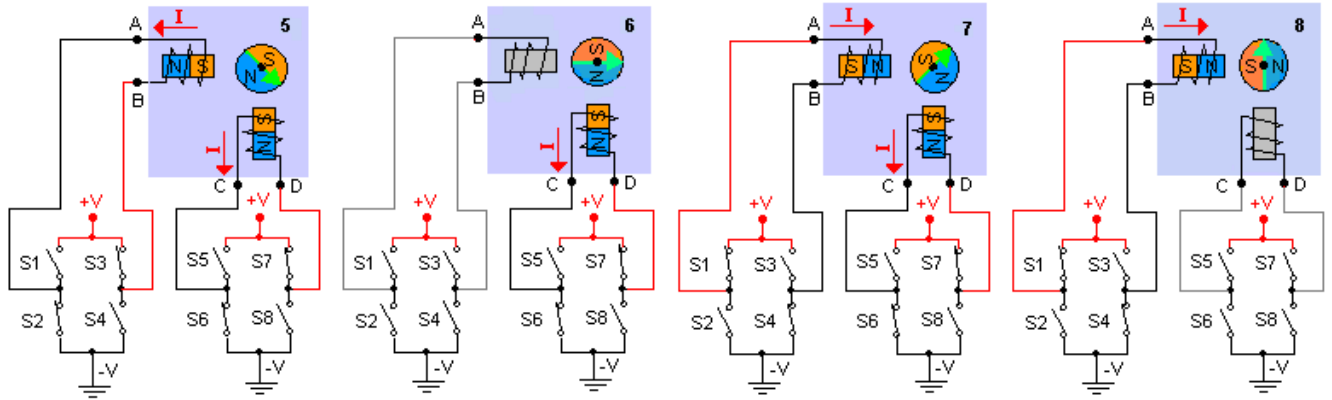 A I 5
N S
S
N
B
S
N
I
C D
+V +V
S1 S3 S5 S7
S2 S4 S6 S8
-V -V
A 6
S
N
B
S
N
I
C D
+V +V
S1 S3 S5 S7
S2 S4 S6 S8
-V -V
A I 7
S N
S
N
B
S
N
I
C D
+V +V
S1 S3 S5 S7
S2 S4 S6 S8
-V -V
A I 8
S N
S N
B
C D
+V +V
S1 S3 S5 S7
S2 S4 S6 S8
-V -V